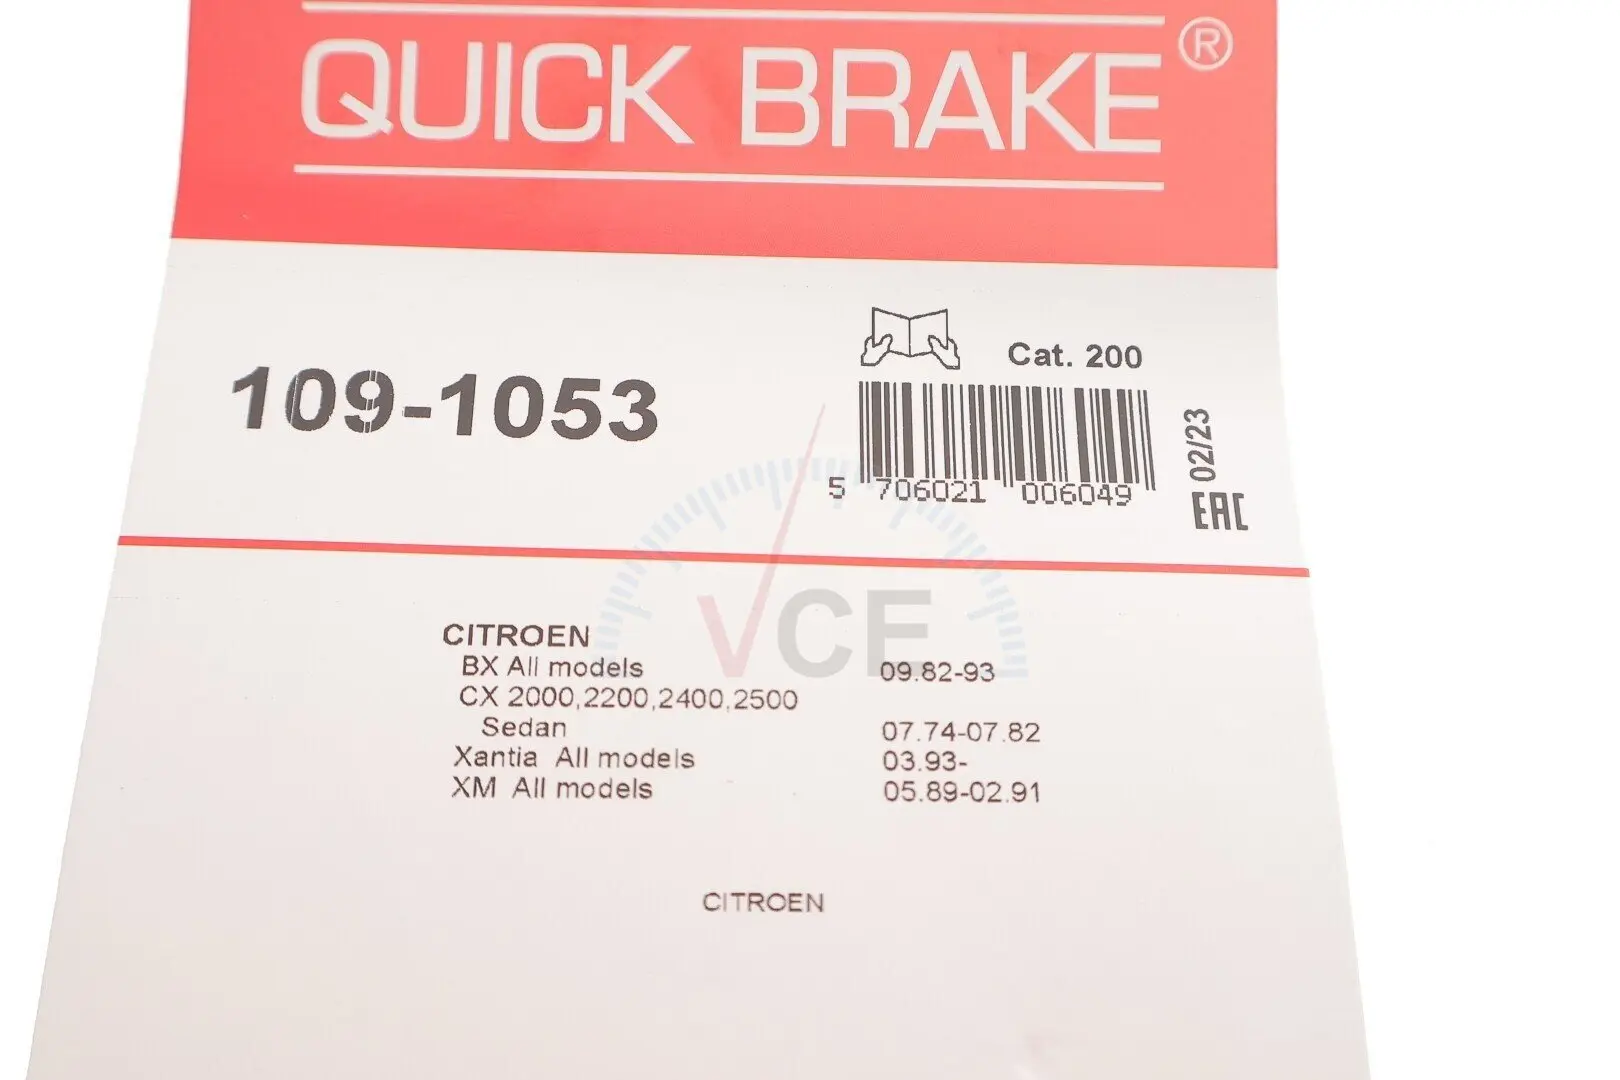 QUICK BRAKE®
Cat. 200
109-1053
5 706021 006049
02/23
EAC
VCE
CITROEN
BX All models 09.82-93
CX 2000,2200,2400,2500
Sedan 07.74-07.82
Xantia All models 03.93-
XM All models 05.89-02.91
CITROEN